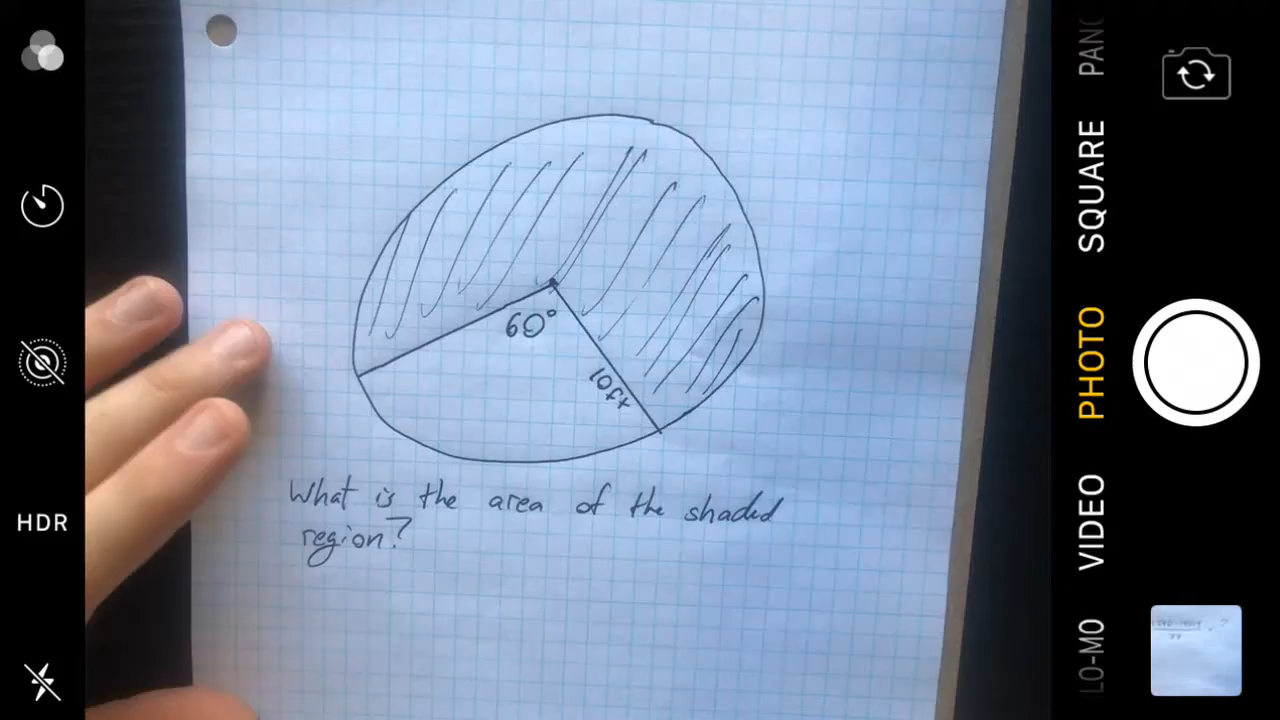 60°
10ft
What is the area of the shaded
region?
HDR
PANO
SQUARE
PHOTO
VIDEO
LO-MO